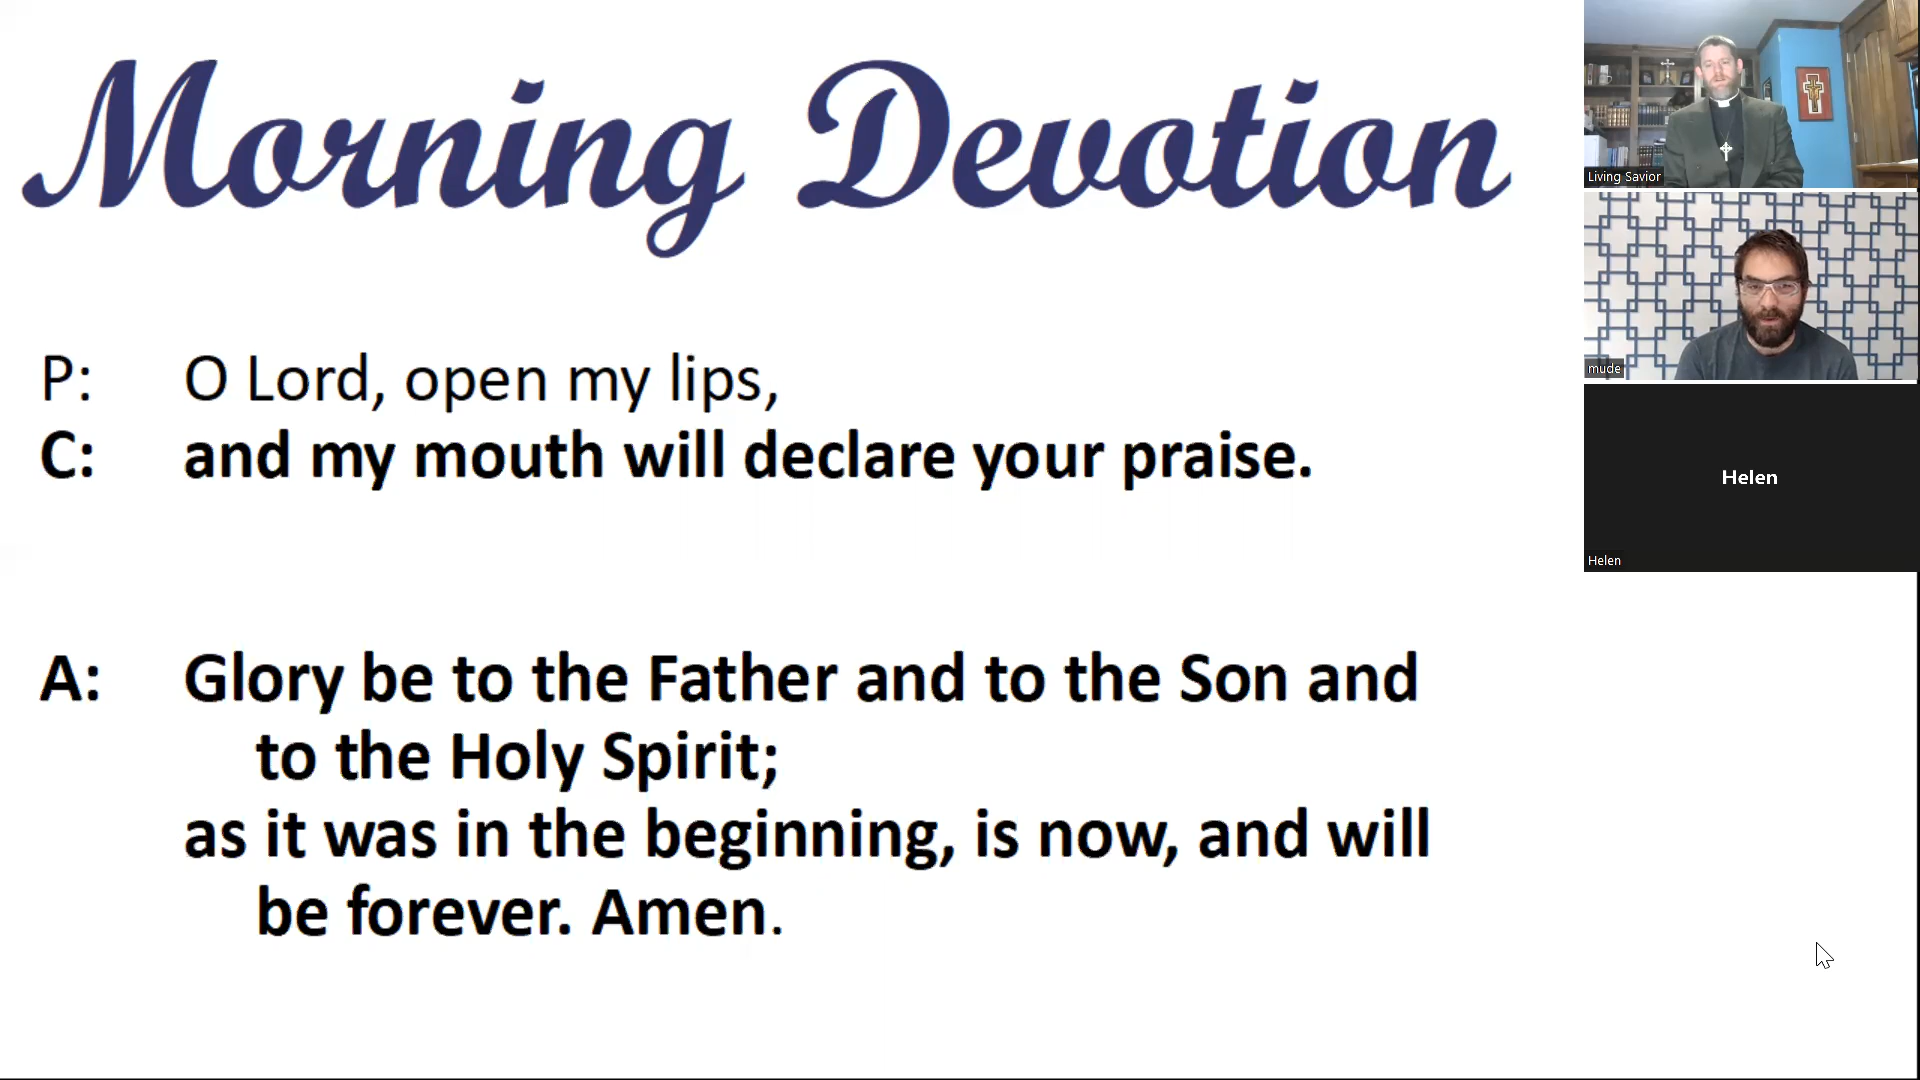 Morning Devotion
P: O Lord, open my lips,
C: and my mouth will declare your praise.
A: Glory be to the Father and to the Son and
to the Holy Spirit;
as it was in the beginning, is now, and will
be forever. Amen.
Living Savior
mude
Helen
Helen